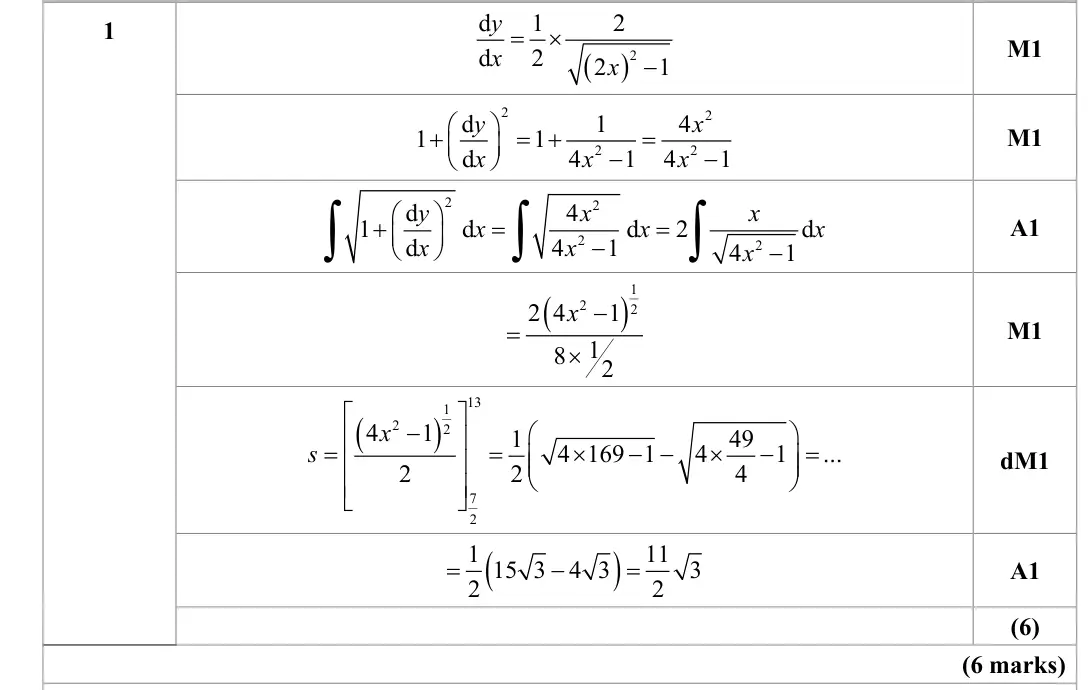 1
dy/dx = 1/2 × 2/√((2x)² − 1)
M1
1 + (dy/dx)² = 1 + 1/(4x² − 1) = 4x²/(4x² − 1)
M1
∫√(1 + (dy/dx)²) dx = ∫√(4x²/(4x² − 1)) dx = 2∫ x/√(4x² − 1) dx
A1
= 2(4x² − 1)^(1/2) / (8 × 1/2)
M1
s = [(4x² − 1)^(1/2) / 2]_(7/2)^13 = 1/2 (√(4×169 − 1) − √(4 × 49/4 − 1)) = ...
dM1
= 1/2 (15√3 − 4√3) = 11/2 √3
A1
(6)
(6 marks)